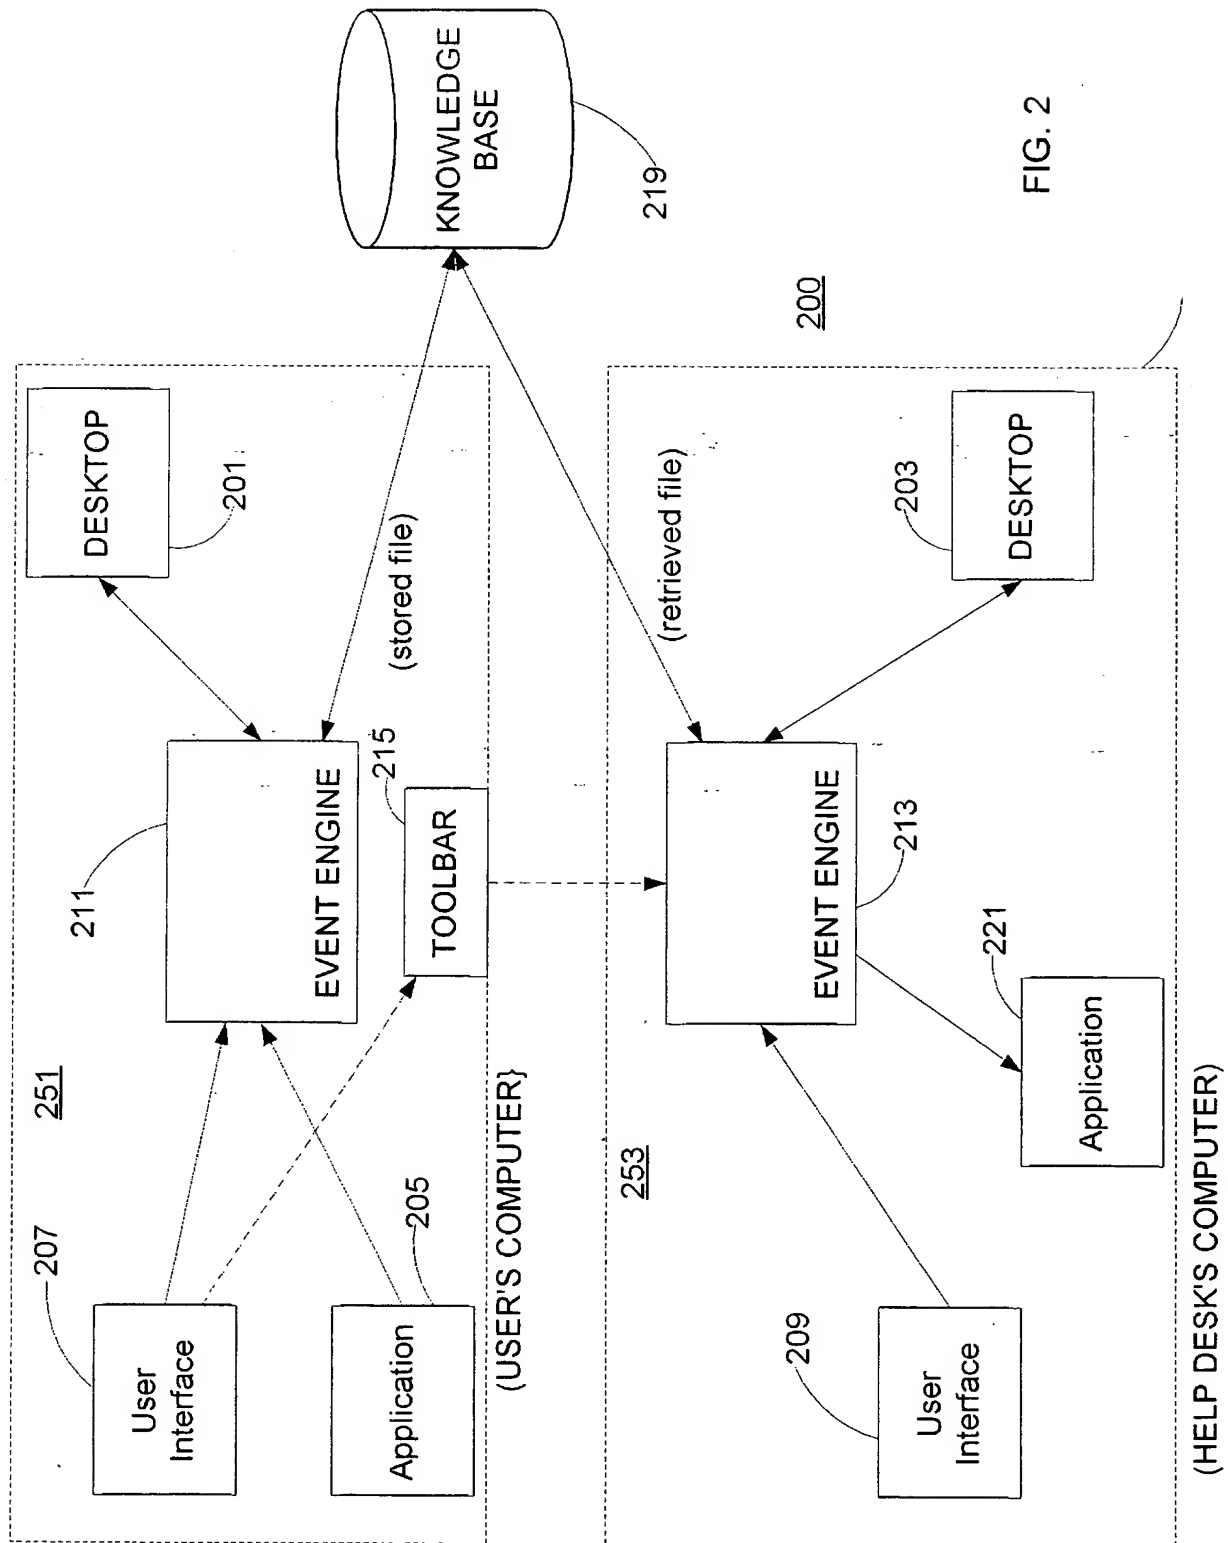 251
207
User
Interface
Application
205
211
EVENT ENGINE
TOOLBAR
215
DESKTOP
201
(stored file)
(USER'S COMPUTER}
KNOWLEDGE
BASE
219
253
209
User
Interface
EVENT ENGINE
213
Application
221
(retrieved file)
203
DESKTOP
(HELP DESK'S COMPUTER)
200
FIG. 2